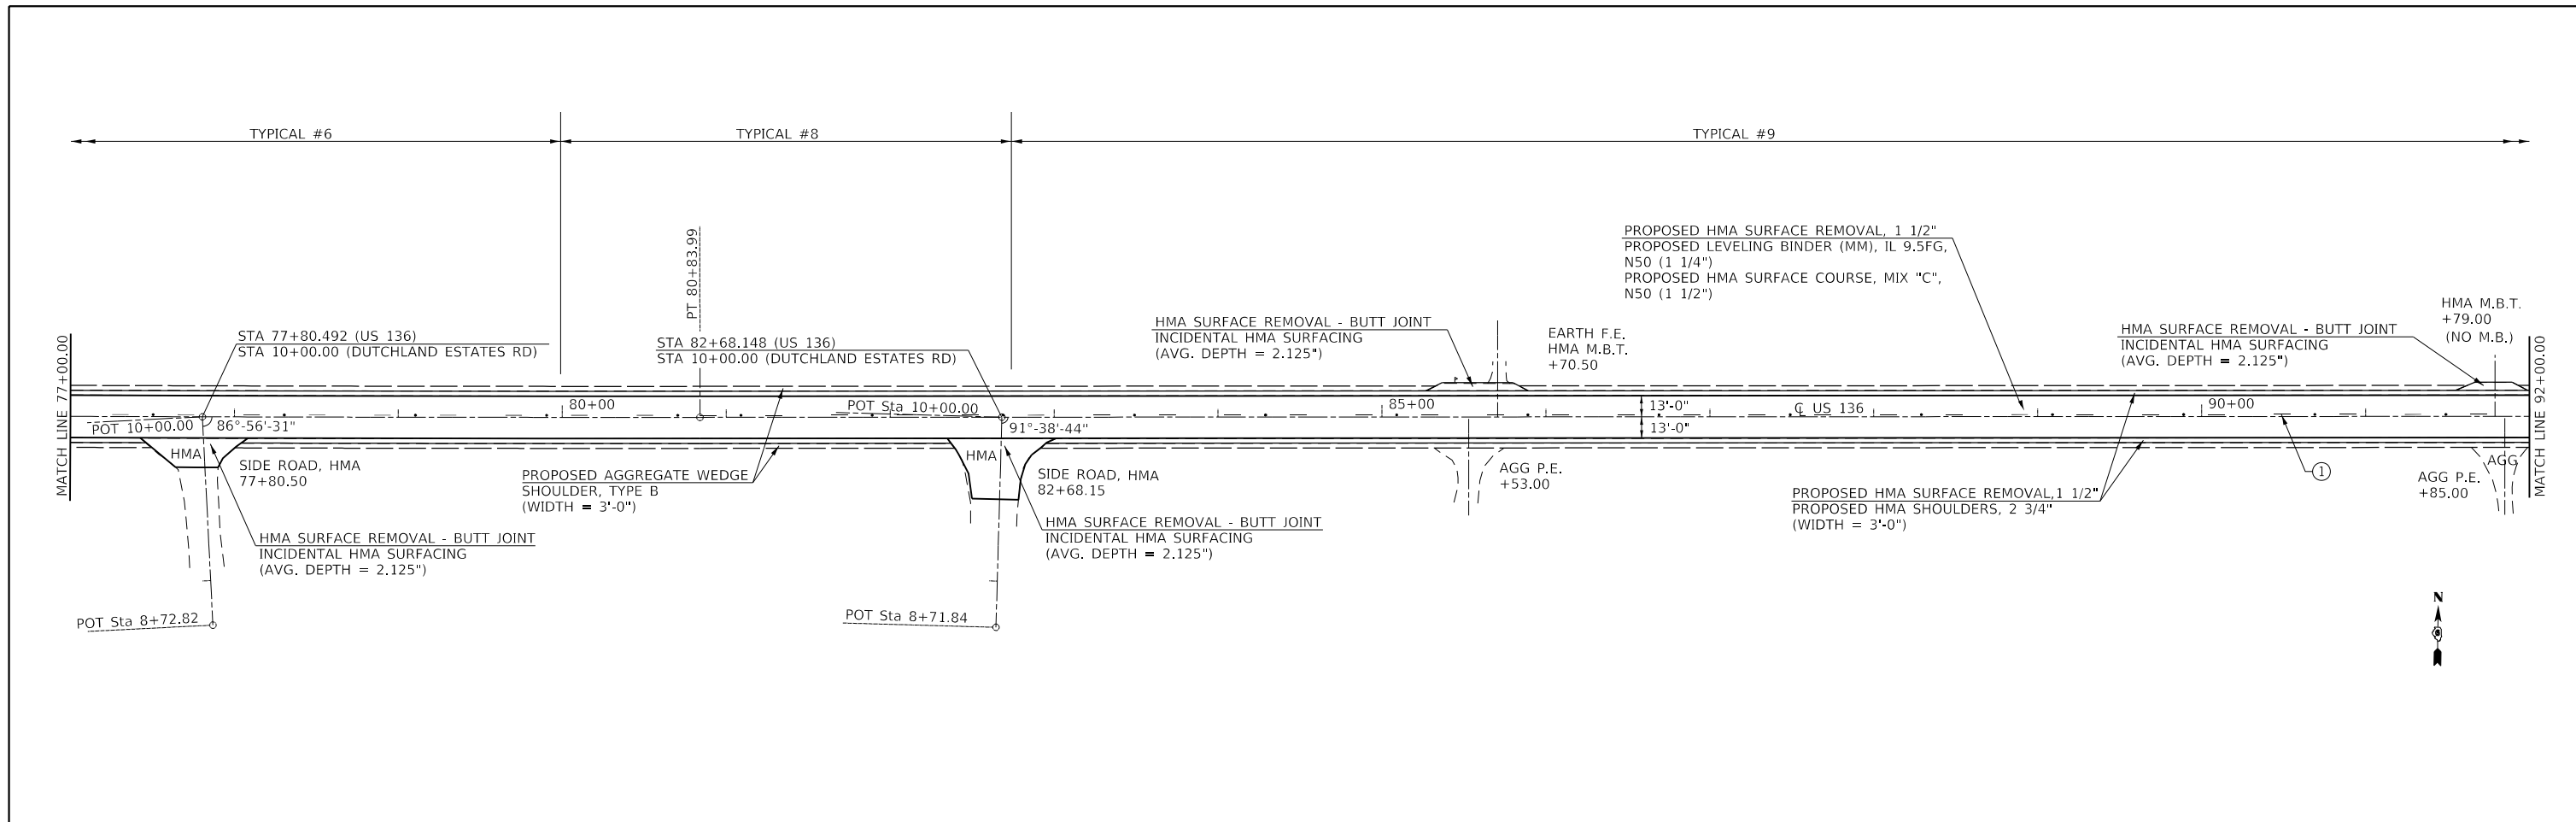 TYPICAL #6
TYPICAL #8
TYPICAL #9
PT 80+83.99
PROPOSED HMA SURFACE REMOVAL, 1 1/2"
PROPOSED LEVELING BINDER (MM), IL 9.5FG,
N50 (1 1/4")
PROPOSED HMA SURFACE COURSE, MIX "C",
N50 (1 1/2")
STA 77+80.492 (US 136)
STA 10+00.00 (DUTCHLAND ESTATES RD)
STA 82+68.148 (US 136)
STA 10+00.00 (DUTCHLAND ESTATES RD)
HMA SURFACE REMOVAL - BUTT JOINT
INCIDENTAL HMA SURFACING
(AVG. DEPTH = 2.125")
EARTH F.E.
HMA M.B.T.
+70.50
HMA SURFACE REMOVAL - BUTT JOINT
INCIDENTAL HMA SURFACING
(AVG. DEPTH = 2.125")
HMA M.B.T.
+79.00
(NO M.B.)
MATCH LINE 77+00.00
MATCH LINE 92+00.00
80+00
POT Sta 10+00.00
85+00
13'-0"
℄ US 136
90+00
POT 10+00.00
86°-56'-31"
91°-38'-44"
13'-0"
HMA
SIDE ROAD, HMA
77+80.50
PROPOSED AGGREGATE WEDGE
SHOULDER, TYPE B
(WIDTH = 3'-0")
HMA
SIDE ROAD, HMA
82+68.15
AGG P.E.
+53.00
1
AGG
AGG P.E.
+85.00
PROPOSED HMA SURFACE REMOVAL,1 1/2"
PROPOSED HMA SHOULDERS, 2 3/4"
(WIDTH = 3'-0")
HMA SURFACE REMOVAL - BUTT JOINT
INCIDENTAL HMA SURFACING
(AVG. DEPTH = 2.125")
HMA SURFACE REMOVAL - BUTT JOINT
INCIDENTAL HMA SURFACING
(AVG. DEPTH = 2.125")
POT Sta 8+72.82
POT Sta 8+71.84
N